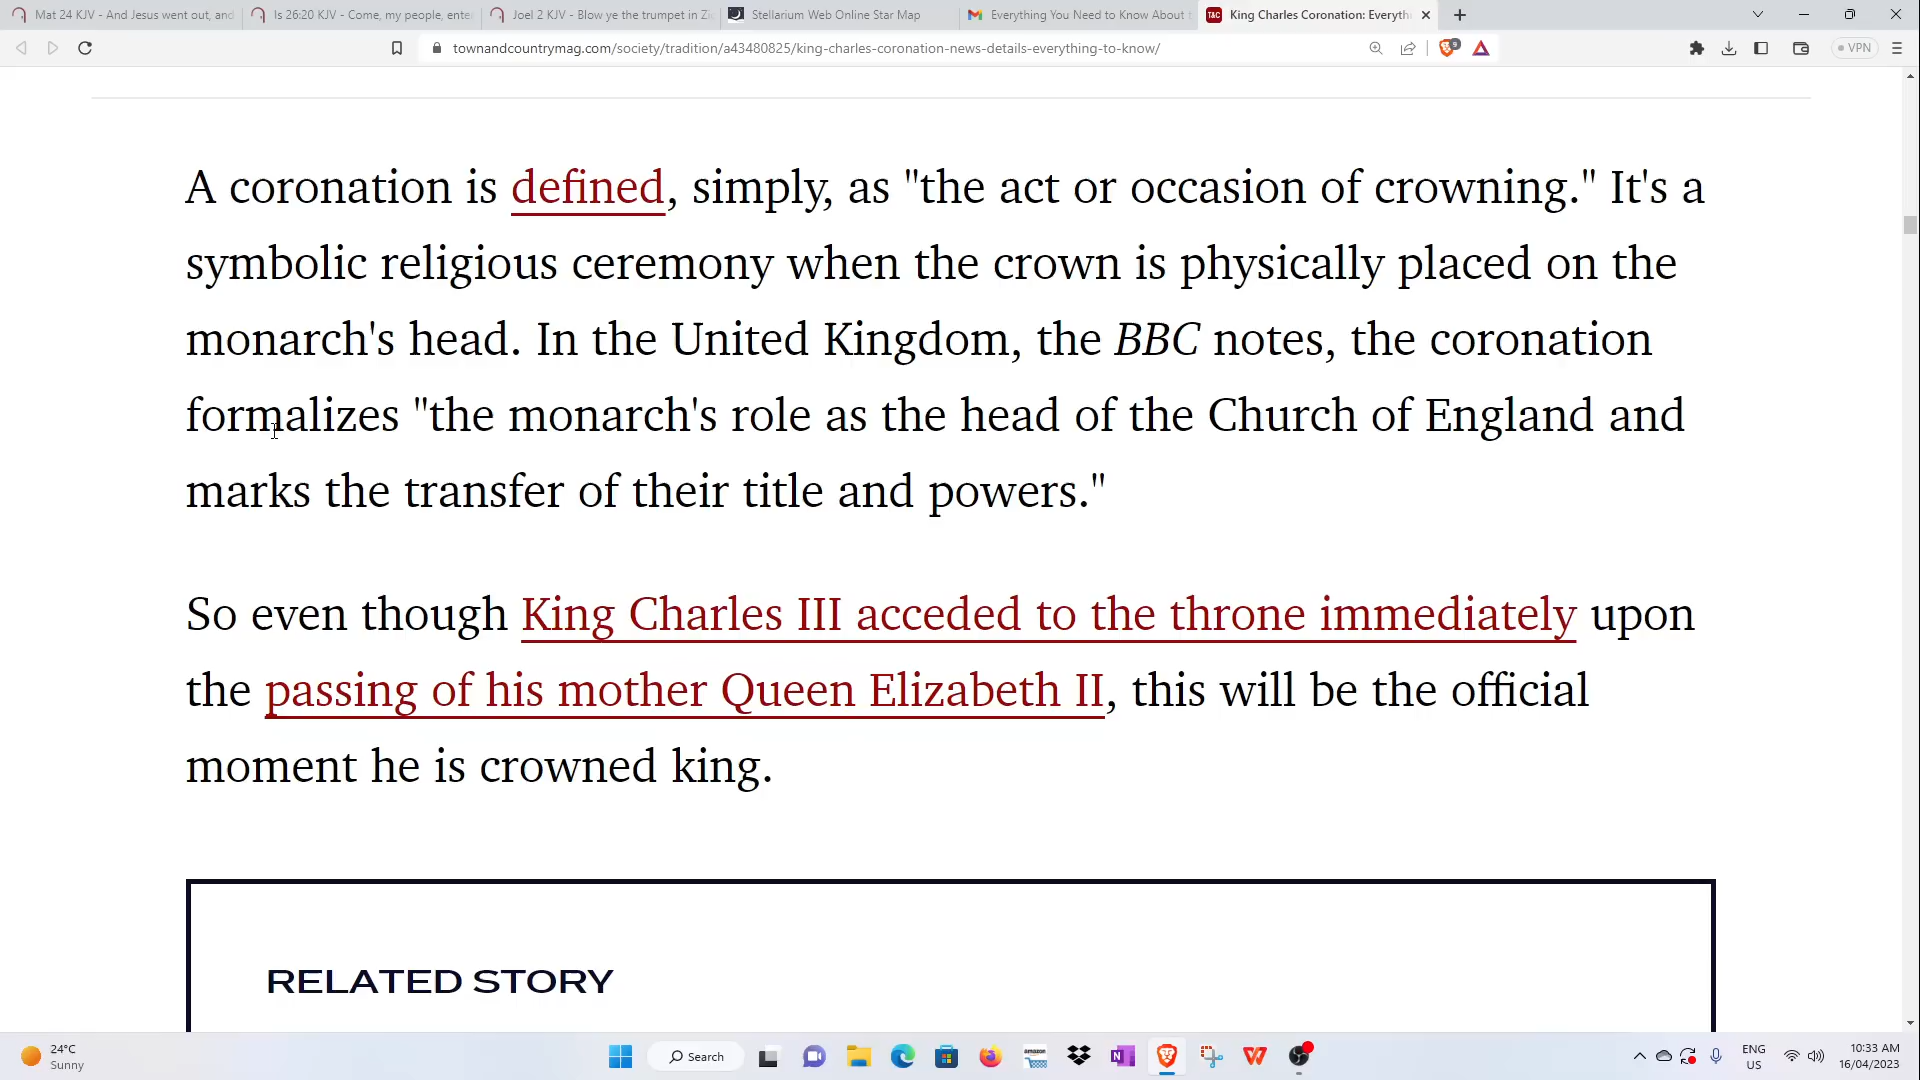 Mat 24 KJV - And Jesus went out, and
Is 26:20 KJV - Come, my people, ente
Joel 2 KJV - Blow ye the trumpet in Zi
Stellarium Web Online Star Map
Everything You Need to Know About t
T&C King Charles Coronation: Everyth
townandcountrymag.com/society/tradition/a43480825/king-charles-coronation-news-details-everything-to-know/
9
VPN
A coronation is defined, simply, as "the act or occasion of crowning." It's a
symbolic religious ceremony when the crown is physically placed on the
monarch's head. In the United Kingdom, the BBC notes, the coronation
formalizes "the monarch's role as the head of the Church of England and
marks the transfer of their title and powers."
So even though King Charles III acceded to the throne immediately upon
the passing of his mother Queen Elizabeth II, this will be the official
moment he is crowned king.
RELATED STORY
24°C
Sunny
Search
amazon
ENG
US
10:33 AM
16/04/2023